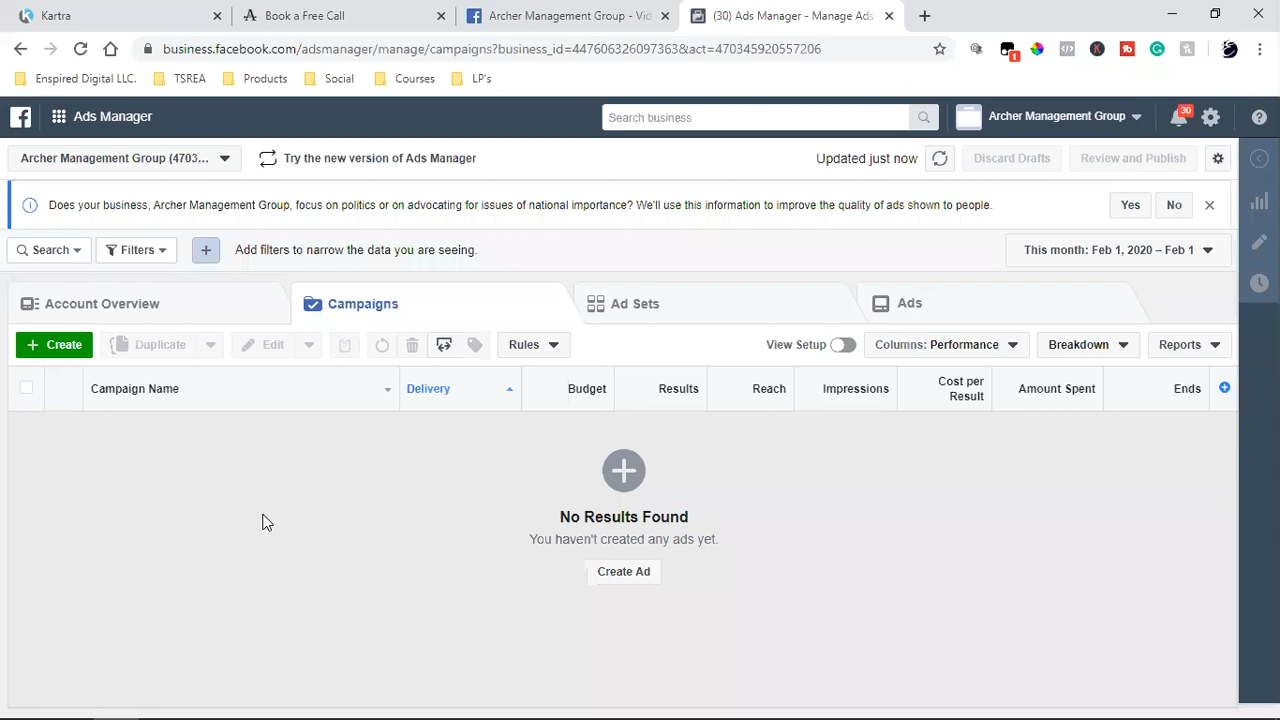 Kartra
Book a Free Call
Archer Management Group - Vid
(30) Ads Manager - Manage Ads
business.facebook.com/adsmanager/manage/campaigns?business_id=447606326097363&act=470345920557206
1
Enspired Digital LLC.
TSREA
Products
Social
Courses
LP's
Ads Manager
Search business
Archer Management Group
30
Archer Management Group (4703...
Try the new version of Ads Manager
Updated just now
Discard Drafts
Review and Publish
Does your business, Archer Management Group, focus on politics or on advocating for issues of national importance? We'll use this information to improve the quality of ads shown to people.
Yes
No
Search
Filters
Add filters to narrow the data you are seeing.
This month: Feb 1, 2020 – Feb 1
Account Overview
Campaigns
Ad Sets
Ads
+ Create
Duplicate
Edit
Rules
View Setup
Columns: Performance
Breakdown
Reports
Campaign Name
Delivery
Budget
Results
Reach
Impressions
Cost per
Result
Amount Spent
Ends
No Results Found
You haven't created any ads yet.
Create Ad